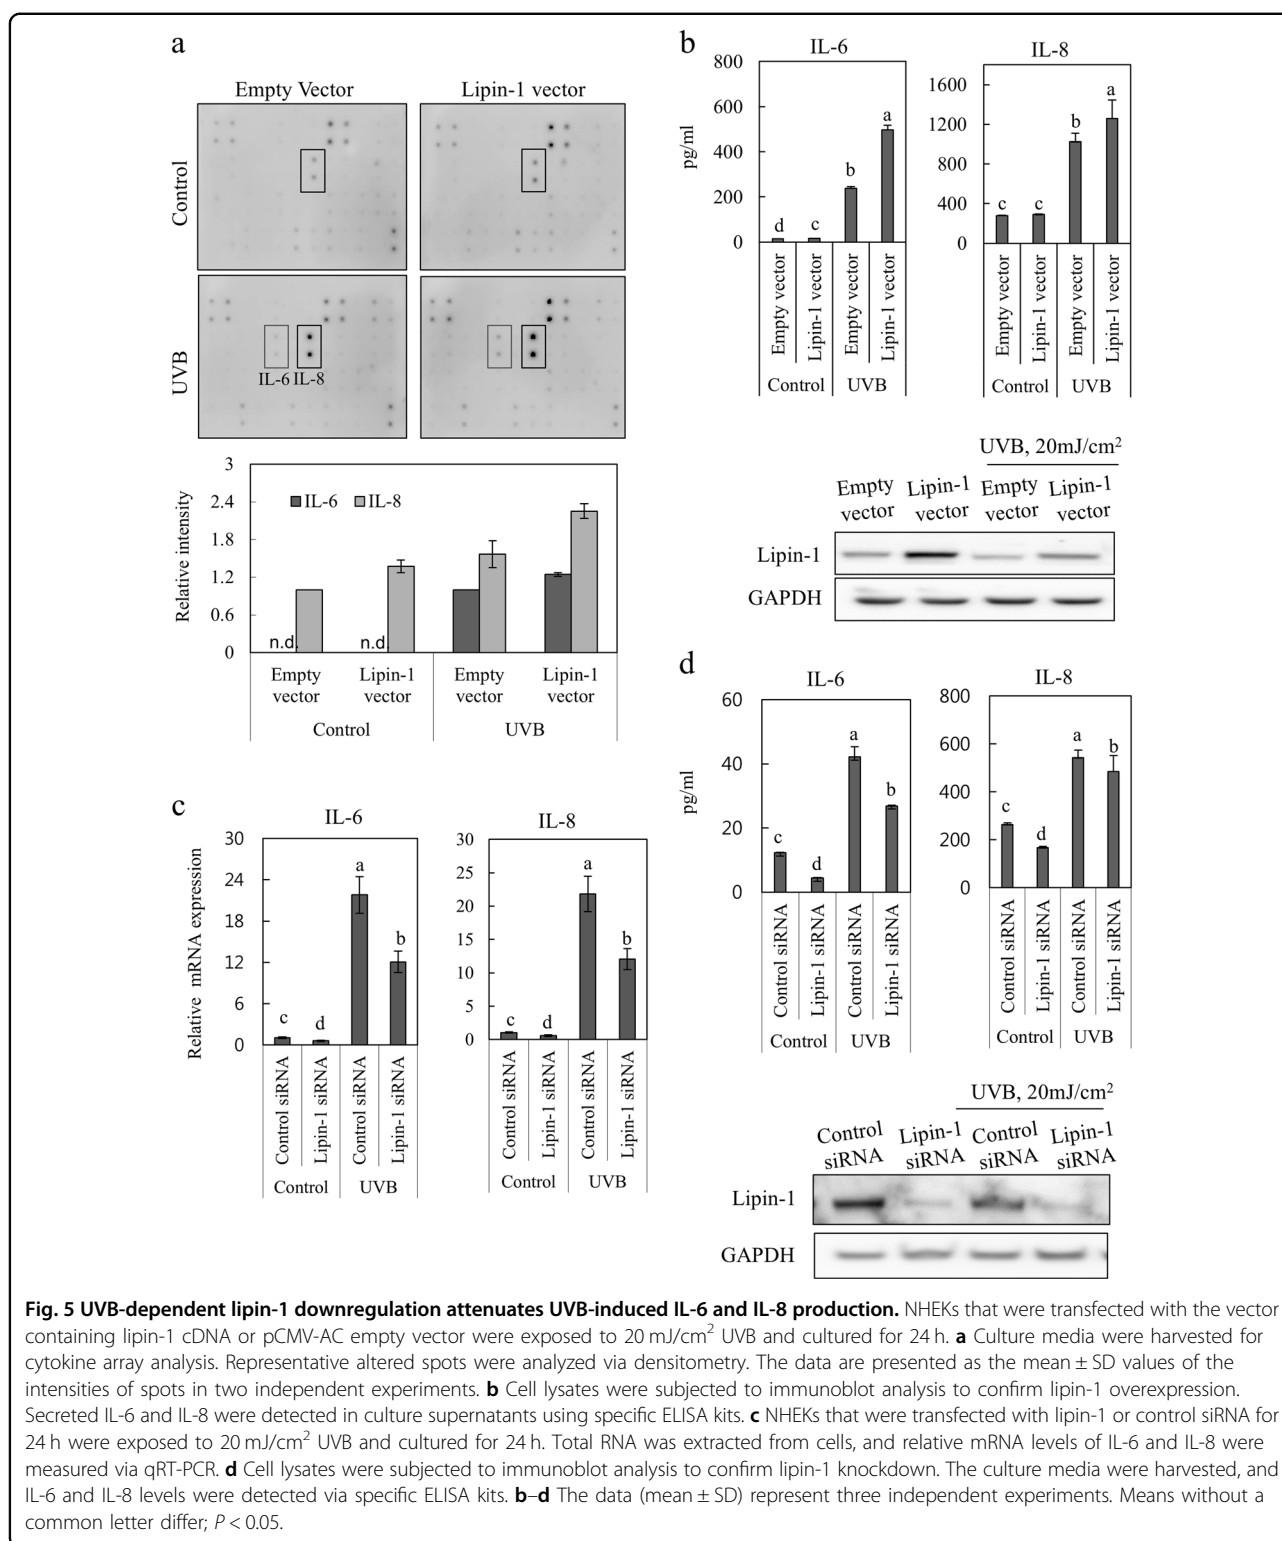 a
Empty Vector
Lipin-1 vector
Control
UVB
IL-6 IL-8
3
2.4
1.8
1.2
0.6
0
Relative intensity
IL-6
IL-8
n.d.
n.d.
Empty vector
Lipin-1 vector
Empty vector
Lipin-1 vector
Control
UVB
b
IL-6
800
600
400
200
0
pg/ml
d
c
b
a
Empty vector
Lipin-1 vector
Empty vector
Lipin-1 vector
Control
UVB
IL-8
1600
1200
800
400
0
c
c
b
a
Empty vector
Lipin-1 vector
Empty vector
Lipin-1 vector
Control
UVB
UVB, 20mJ/cm²
Empty vector
Lipin-1 vector
Empty vector
Lipin-1 vector
Lipin-1
GAPDH
c
IL-6
30
24
18
12
6
0
Relative mRNA expression
c
d
a
b
Control siRNA
Lipin-1 siRNA
Control siRNA
Lipin-1 siRNA
Control
UVB
IL-8
30
25
20
15
10
5
0
c
d
a
b
Control siRNA
Lipin-1 siRNA
Control siRNA
Lipin-1 siRNA
Control
UVB
d
IL-6
60
40
20
0
pg/ml
c
d
a
b
Control siRNA
Lipin-1 siRNA
Control siRNA
Lipin-1 siRNA
Control
UVB
IL-8
800
600
400
200
0
c
d
a
b
Control siRNA
Lipin-1 siRNA
Control siRNA
Lipin-1 siRNA
Control
UVB
UVB, 20mJ/cm²
Control siRNA
Lipin-1 siRNA
Control siRNA
Lipin-1 siRNA
Lipin-1
GAPDH
Fig. 5 UVB-dependent lipin-1 downregulation attenuates UVB-induced IL-6 and IL-8 production. NHEKs that were transfected with the vector
containing lipin-1 cDNA or pCMV-AC empty vector were exposed to 20 mJ/cm² UVB and cultured for 24 h. a Culture media were harvested for
cytokine array analysis. Representative altered spots were analyzed via densitometry. The data are presented as the mean ± SD values of the
intensities of spots in two independent experiments. b Cell lysates were subjected to immunoblot analysis to confirm lipin-1 overexpression.
Secreted IL-6 and IL-8 were detected in culture supernatants using specific ELISA kits. c NHEKs that were transfected with lipin-1 or control siRNA for
24 h were exposed to 20 mJ/cm² UVB and cultured for 24 h. Total RNA was extracted from cells, and relative mRNA levels of IL-6 and IL-8 were
measured via qRT-PCR. d Cell lysates were subjected to immunoblot analysis to confirm lipin-1 knockdown. The culture media were harvested, and
IL-6 and IL-8 levels were detected via specific ELISA kits. b–d The data (mean ± SD) represent three independent experiments. Means without a
common letter differ; P < 0.05.